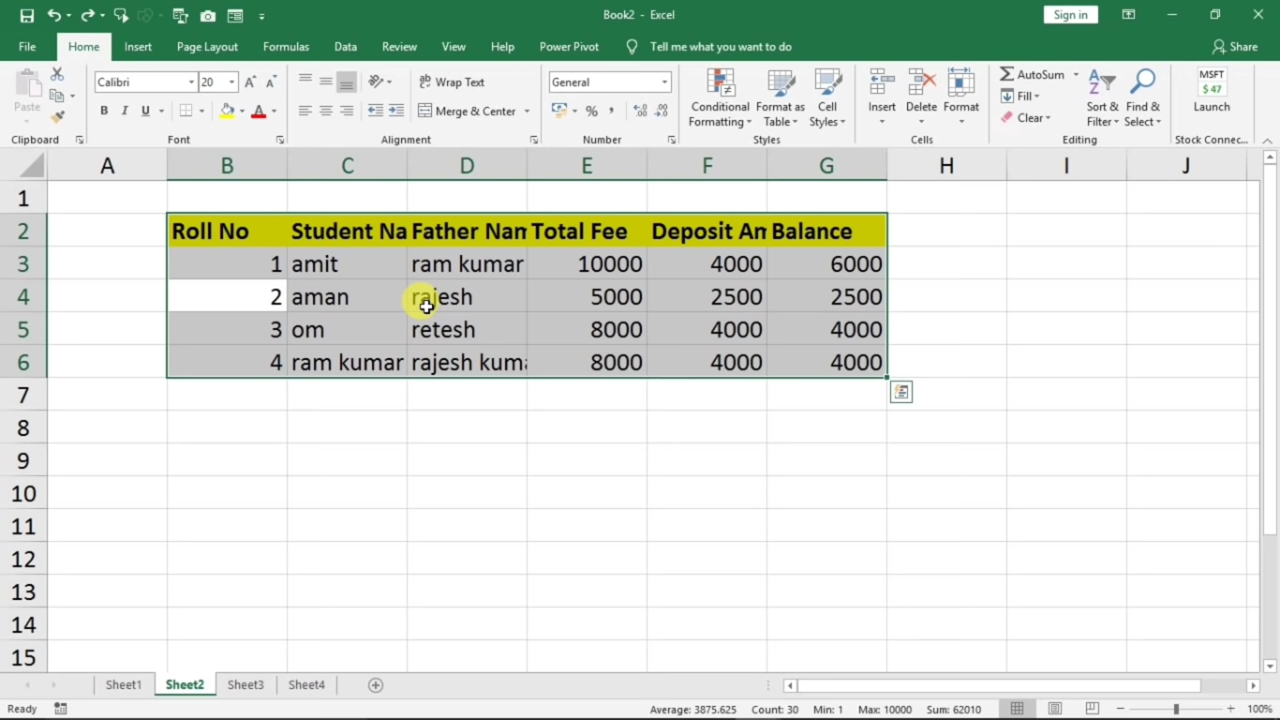 Book2 - Excel
Sign in
File Home Insert Page Layout Formulas Data Review View Help Power Pivot Tell me what you want to do Share
Paste
Calibri 20
B I U
A A
A
Wrap Text
Merge & Center
General
% ,
Conditional Formatting
Format as Table
Cell Styles
Insert
Delete
Format
AutoSum
Fill
Clear
Sort & Filter
Find & Select
MSFT
$ 47
Launch
Clipboard Font Alignment Number Styles Cells Editing Stock Connec...
A B C D E F G H I J
1
2 Roll No Student Na Father Nam Total Fee Deposit Am Balance
3 1 amit ram kumar 10000 4000 6000
4 2 aman rajesh 5000 2500 2500
5 3 om retesh 8000 4000 4000
6 4 ram kumar rajesh kuma 8000 4000 4000
7
8
9
10
11
12
13
14
15
Sheet1 Sheet2 Sheet3 Sheet4
Ready Average: 3875.625 Count: 30 Min: 1 Max: 10000 Sum: 62010 100%